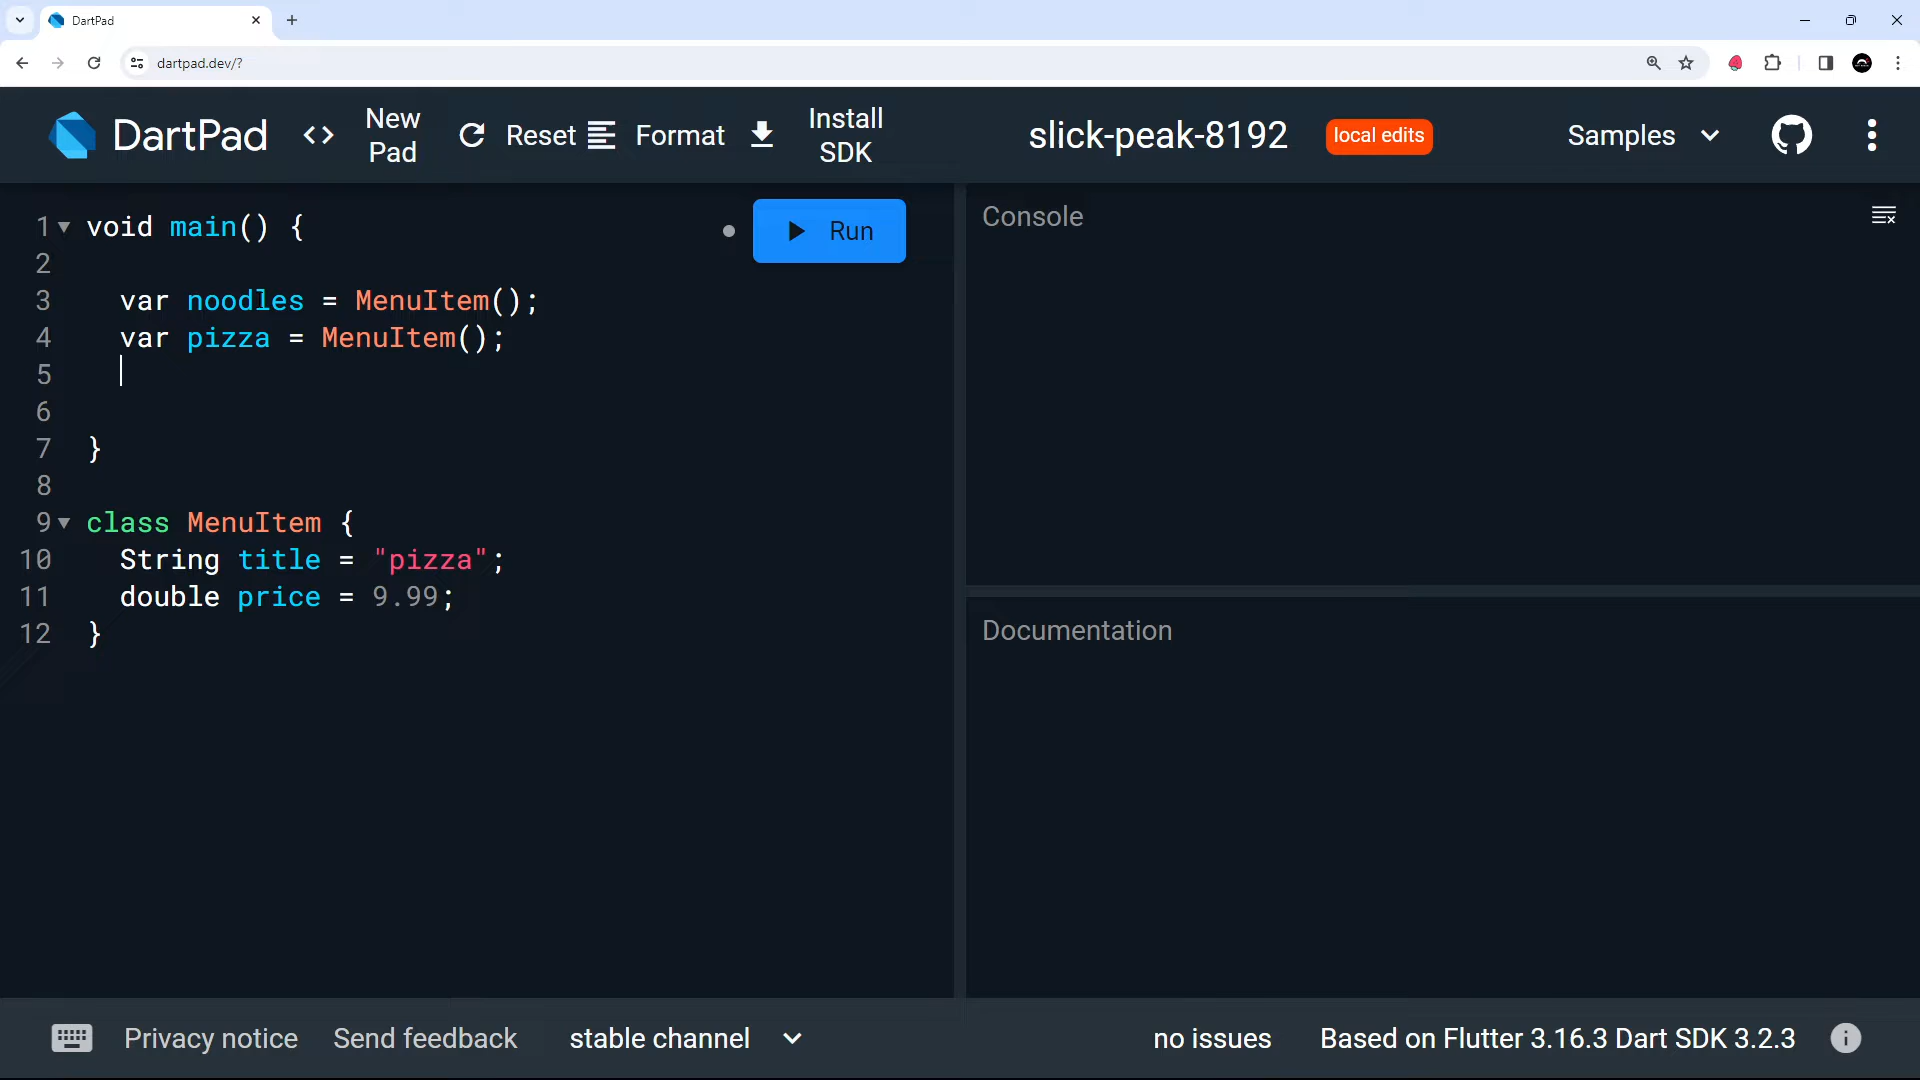 DartPad
dartpad.dev/?
DartPad
New
Pad
Reset
Format
Install
SDK
slick-peak-8192
local edits
Samples
1 void main() {
2
3 var noodles = MenuItem();
4 var pizza = MenuItem();
5
6
7 }
8
9 class MenuItem {
10 String title = "pizza";
11 double price = 9.99;
12 }
Run
Console
Documentation
Privacy notice
Send feedback
stable channel
no issues
Based on Flutter 3.16.3 Dart SDK 3.2.3